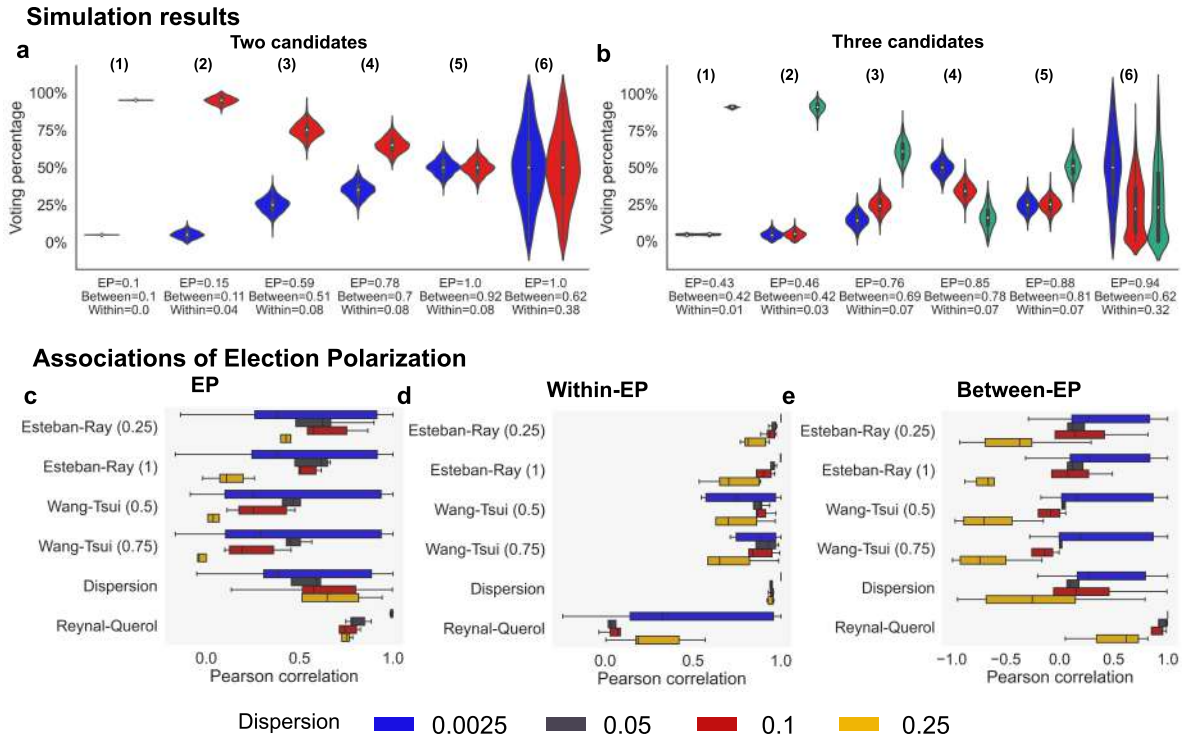 Simulation results
a
Two candidates
(1) (2) (3) (4) (5) (6)
Voting percentage
100%
75%
50%
25%
0%
EP=0.1 EP=0.15 EP=0.59 EP=0.78 EP=1.0 EP=1.0
Between=0.1 Between=0.11 Between=0.51 Between=0.7 Between=0.92 Between=0.62
Within=0.0 Within=0.04 Within=0.08 Within=0.08 Within=0.08 Within=0.38
b
Three candidates
(1) (2) (3) (4) (5) (6)
Voting percentage
100%
75%
50%
25%
0%
EP=0.43 EP=0.46 EP=0.76 EP=0.85 EP=0.88 EP=0.94
Between=0.42 Between=0.42 Between=0.69 Between=0.78 Between=0.81 Between=0.62
Within=0.01 Within=0.03 Within=0.07 Within=0.07 Within=0.07 Within=0.32
Associations of Election Polarization
c
EP
Esteban-Ray (0.25)
Esteban-Ray (1)
Wang-Tsui (0.5)
Wang-Tsui (0.75)
Dispersion
Reynal-Querol
0.0 0.5 1.0
Pearson correlation
d
Within-EP
Esteban-Ray (0.25)
Esteban-Ray (1)
Wang-Tsui (0.5)
Wang-Tsui (0.75)
Dispersion
Reynal-Querol
0.0 0.5 1.0
Pearson correlation
e
Between-EP
Esteban-Ray (0.25)
Esteban-Ray (1)
Wang-Tsui (0.5)
Wang-Tsui (0.75)
Dispersion
Reynal-Querol
−1.0 −0.5 0.0 0.5 1.0
Pearson correlation
Dispersion 0.0025 0.05 0.1 0.25